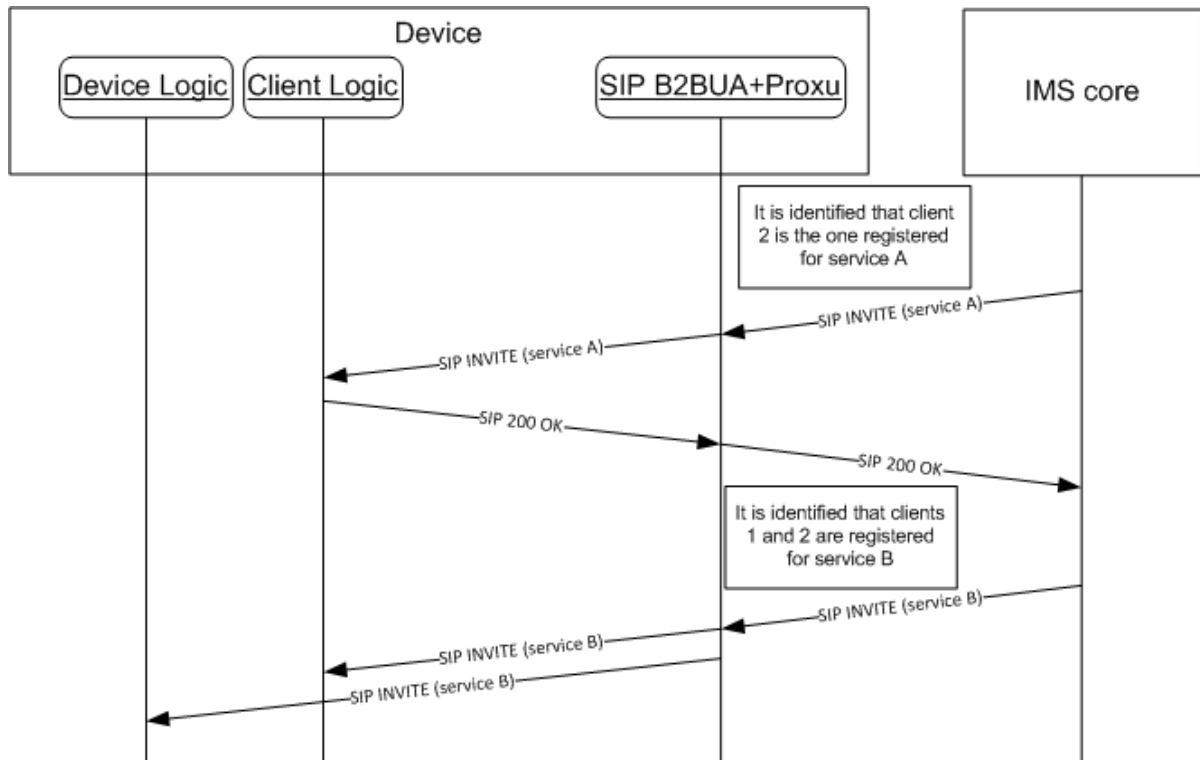 Device
Device Logic
Client Logic
SIP B2BUA+Proxu
IMS core
It is identified that client
2 is the one registered
for service A
SIP INVITE (service A)
SIP INVITE (service A)
SIP 200 OK
SIP 200 OK
It is identified that clients
1 and 2 are registered
for service B
SIP INVITE (service B)
SIP INVITE (service B)
SIP INVITE (service B)